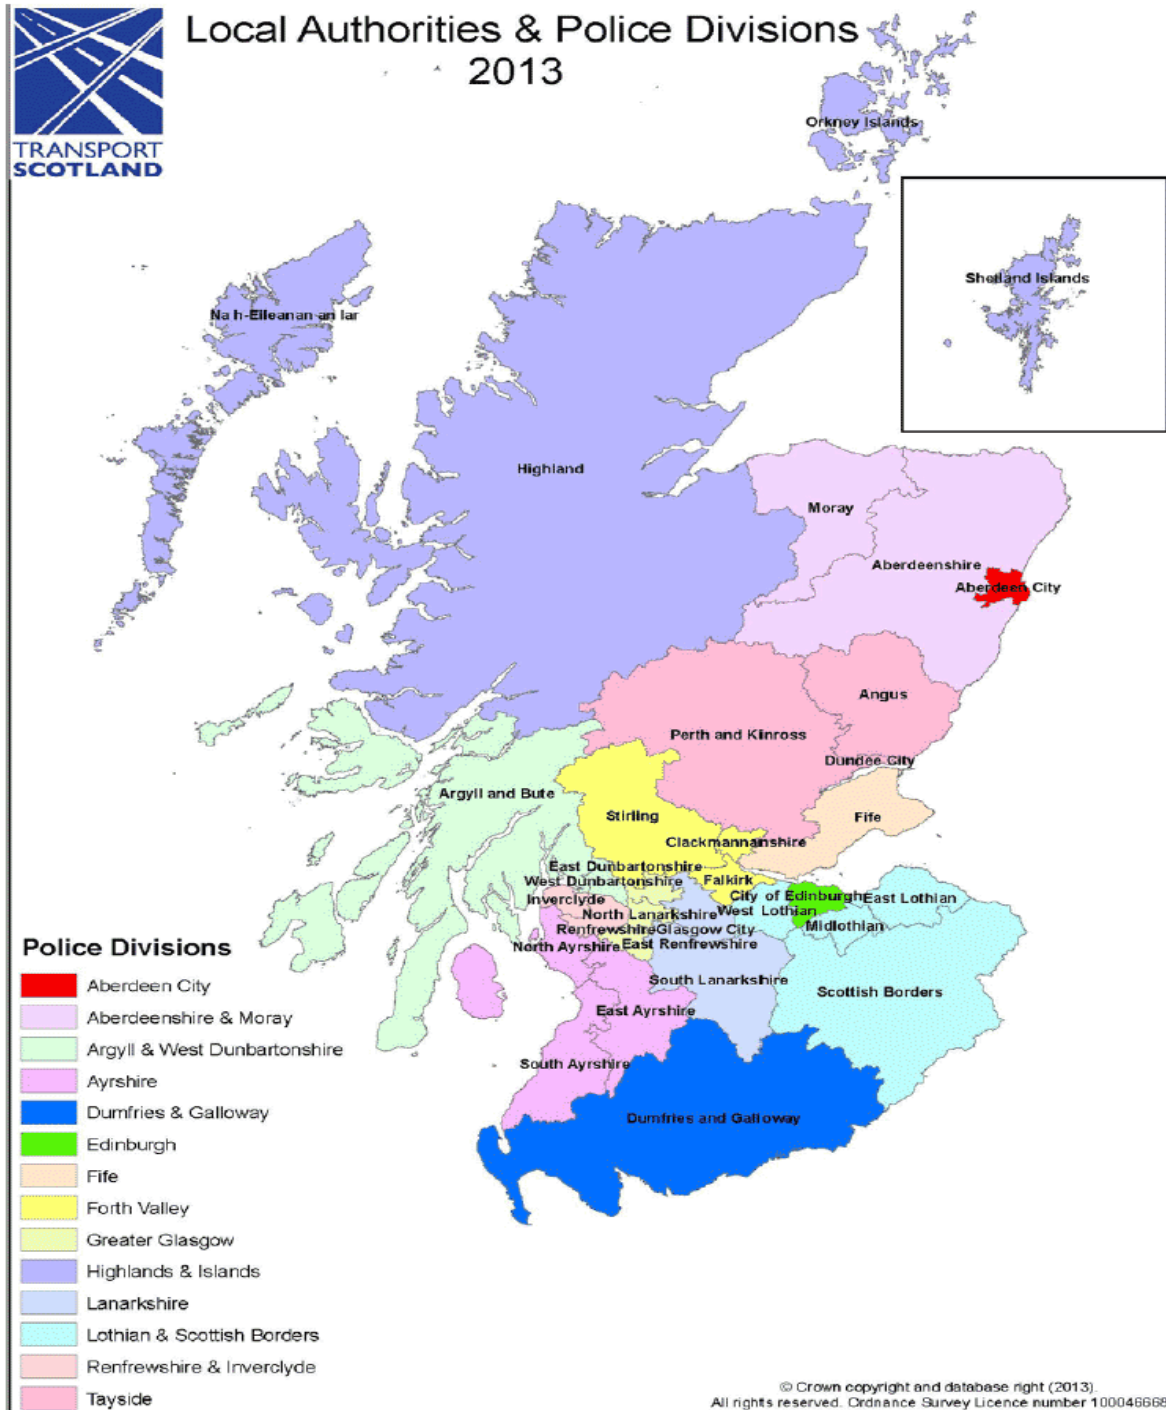 Local Authorities & Police Divisions
2013
TRANSPORT
SCOTLAND
Orkney Islands
Shetland Islands
Na h-Eileanan an Iar
Highland
Moray
Aberdeenshire
Aberdeen City
Angus
Perth and Kinross
Dundee City
Argyll and Bute
Stirling
Fife
Clackmannanshire
East Dunbartonshire
West Dunbartonshire
Falkirk
City of Edinburgh
East Lothian
Inverclyde
North Lanarkshire
West Lothian
Midlothian
Renfrewshire
Glasgow City
North Ayrshire
East Renfrewshire
South Lanarkshire
Scottish Borders
East Ayrshire
South Ayrshire
Dumfries and Galloway
Police Divisions
Aberdeen City
Aberdeenshire & Moray
Argyll & West Dunbartonshire
Ayrshire
Dumfries & Galloway
Edinburgh
Fife
Forth Valley
Greater Glasgow
Highlands & Islands
Lanarkshire
Lothian & Scottish Borders
Renfrewshire & Inverclyde
Tayside
© Crown copyright and database right (2013).
All rights reserved. Ordnance Survey Licence number 100046668